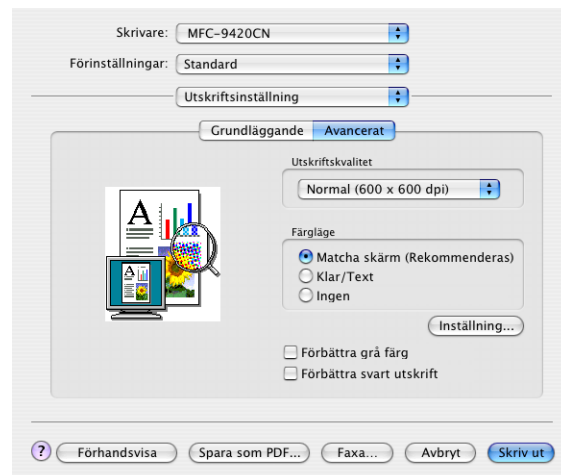 Skrivare: MFC-9420CN
Förinställningar: Standard
Utskriftsinställning
Grundläggande Avancerat
Utskriftskvalitet
Normal (600 x 600 dpi)
Färgläge
Matcha skärm (Rekommenderas)
Klar/Text
Ingen
Inställning...
Förbättra grå färg
Förbättra svart utskrift
A
A
? Förhandsvisa Spara som PDF... Faxa... Avbryt Skriv ut